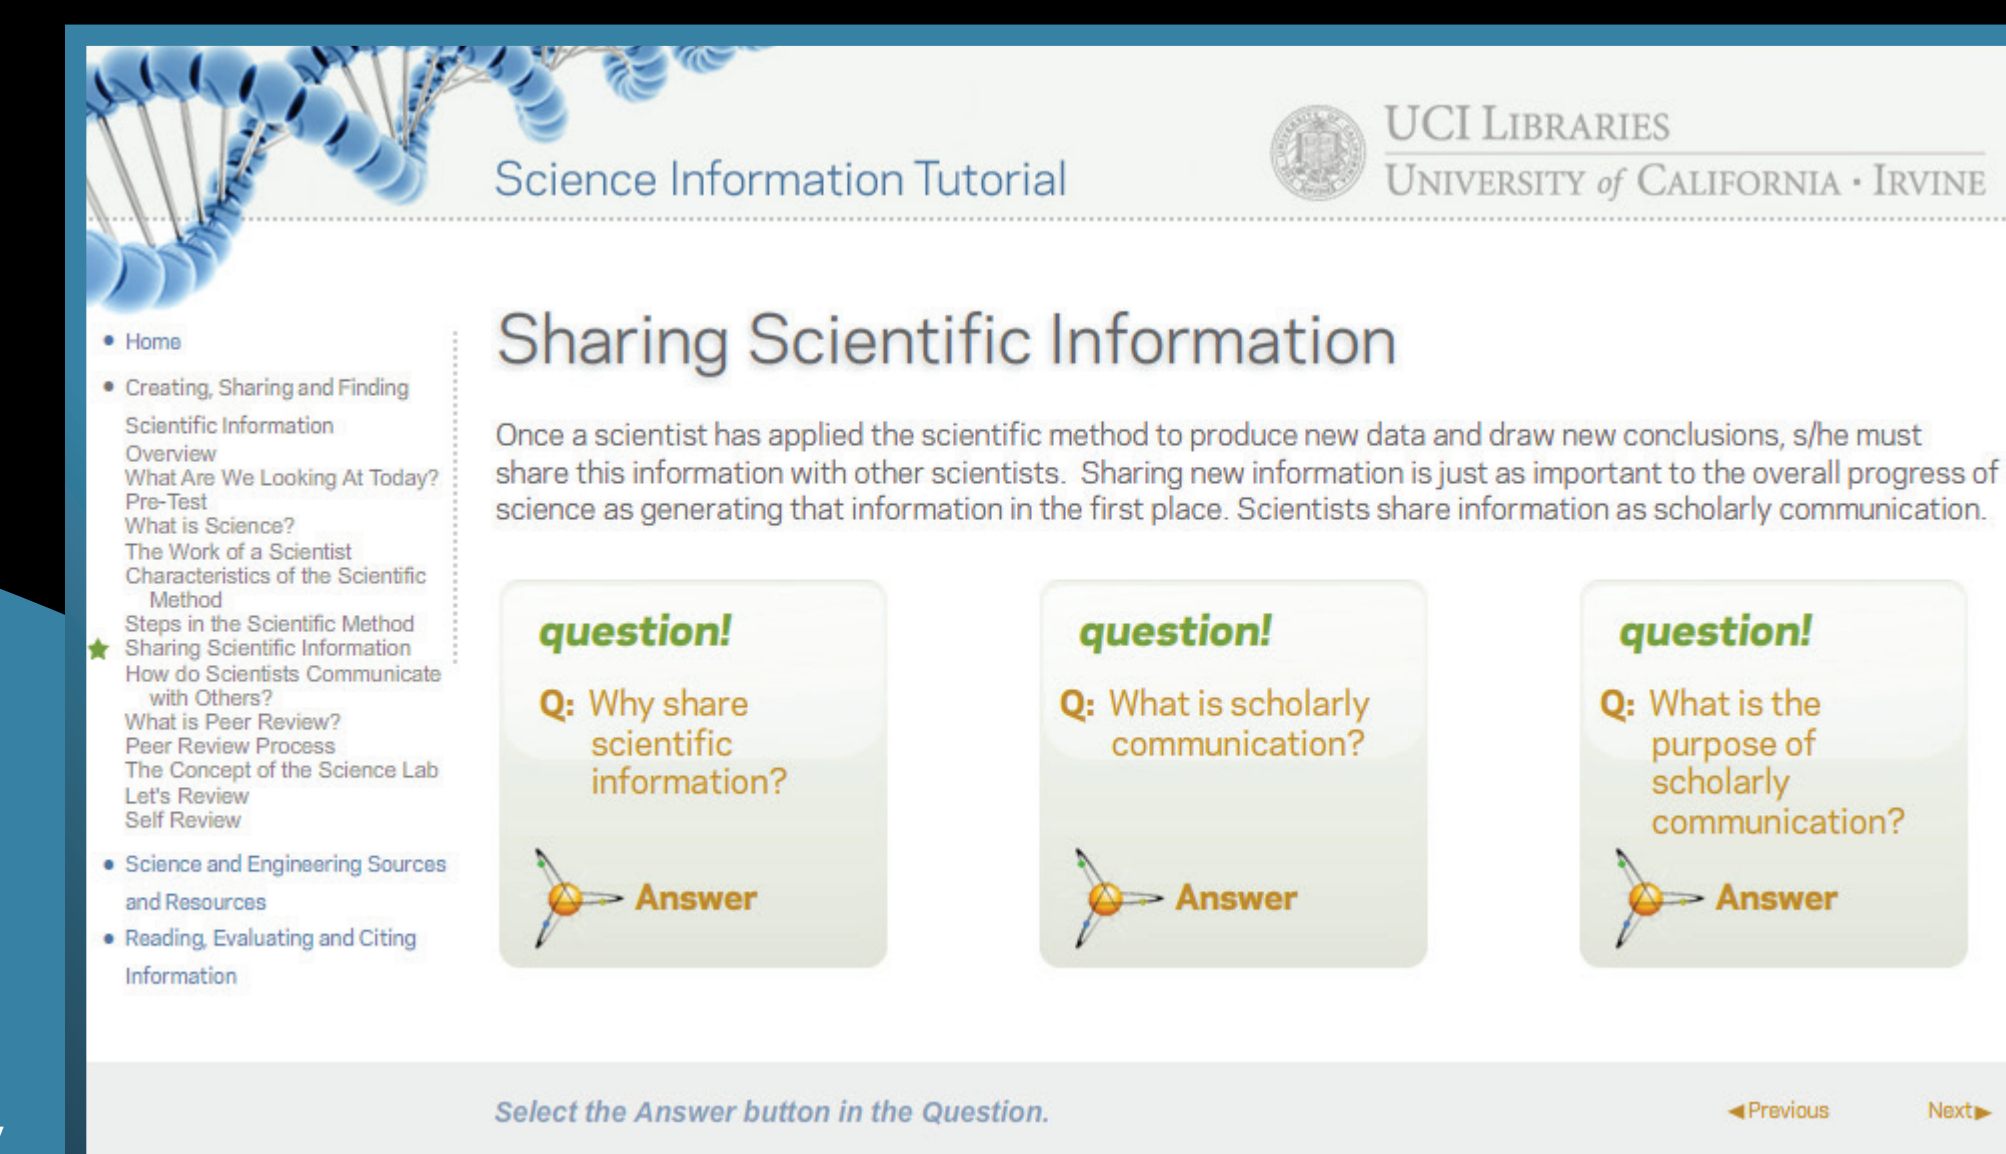 Science Information Tutorial
UCI LIBRARIES
UNIVERSITY of CALIFORNIA · IRVINE
• Home
• Creating, Sharing and Finding
Scientific Information
Overview
What Are We Looking At Today?
Pre-Test
What is Science?
The Work of a Scientist
Characteristics of the Scientific
Method
Steps in the Scientific Method
Sharing Scientific Information
How do Scientists Communicate
with Others?
What is Peer Review?
Peer Review Process
The Concept of the Science Lab
Let's Review
Self Review
• Science and Engineering Sources
and Resources
• Reading, Evaluating and Citing
Information
Sharing Scientific Information
Once a scientist has applied the scientific method to produce new data and draw new conclusions, s/he must
share this information with other scientists.  Sharing new information is just as important to the overall progress of
science as generating that information in the first place. Scientists share information as scholarly communication.
question!
Q: Why share
scientific
information?
Answer
question!
Q: What is scholarly
communication?
Answer
question!
Q: What is the
purpose of
scholarly
communication?
Answer
Select the Answer button in the Question.
◀Previous
Next▶